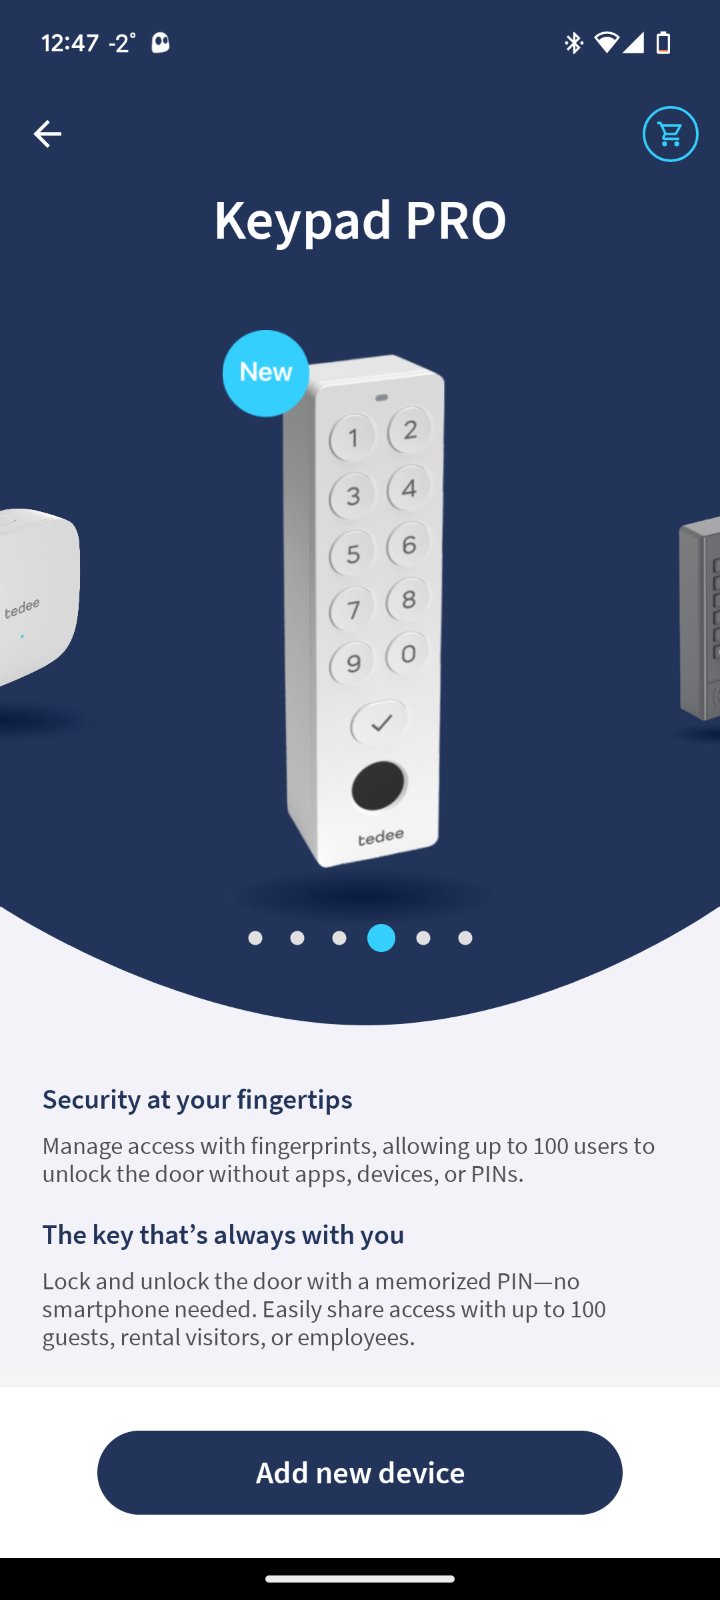 12:47 -2°
Keypad PRO
New
1 2
3 4
5 6
7 8
9 0
tedee
tedee
Security at your fingertips
Manage access with fingerprints, allowing up to 100 users to
unlock the door without apps, devices, or PINs.
The key that’s always with you
Lock and unlock the door with a memorized PIN—no
smartphone needed. Easily share access with up to 100
guests, rental visitors, or employees.
Add new device